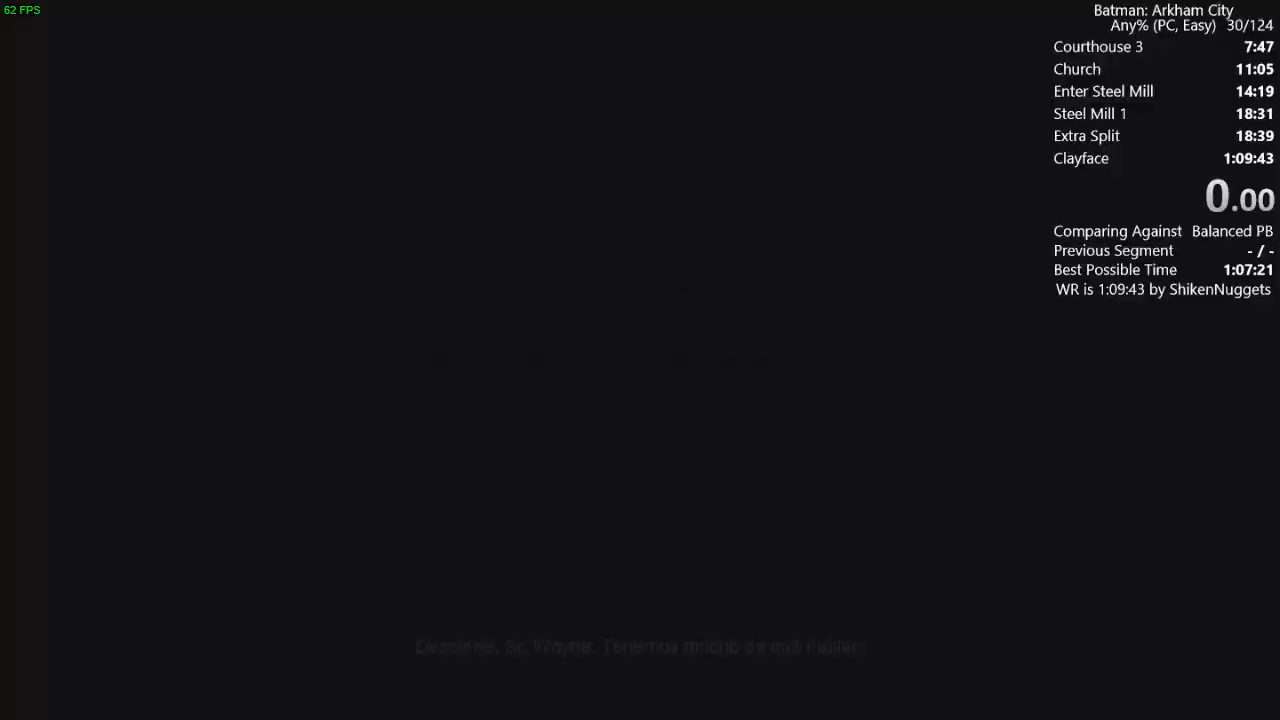 62 FPS
Batman: Arkham City
Any% (PC, Easy) 30/124
Courthouse 3 7:47
Church 11:05
Enter Steel Mill 14:19
Steel Mill 1 18:31
Extra Split 18:39
Clayface 1:09:43
0.00
Comparing Against Balanced PB
Previous Segment - / -
Best Possible Time 1:07:21
WR is 1:09:43 by ShikenNuggets
Sr. Wayne. Tenemos mucho de qué hablar.